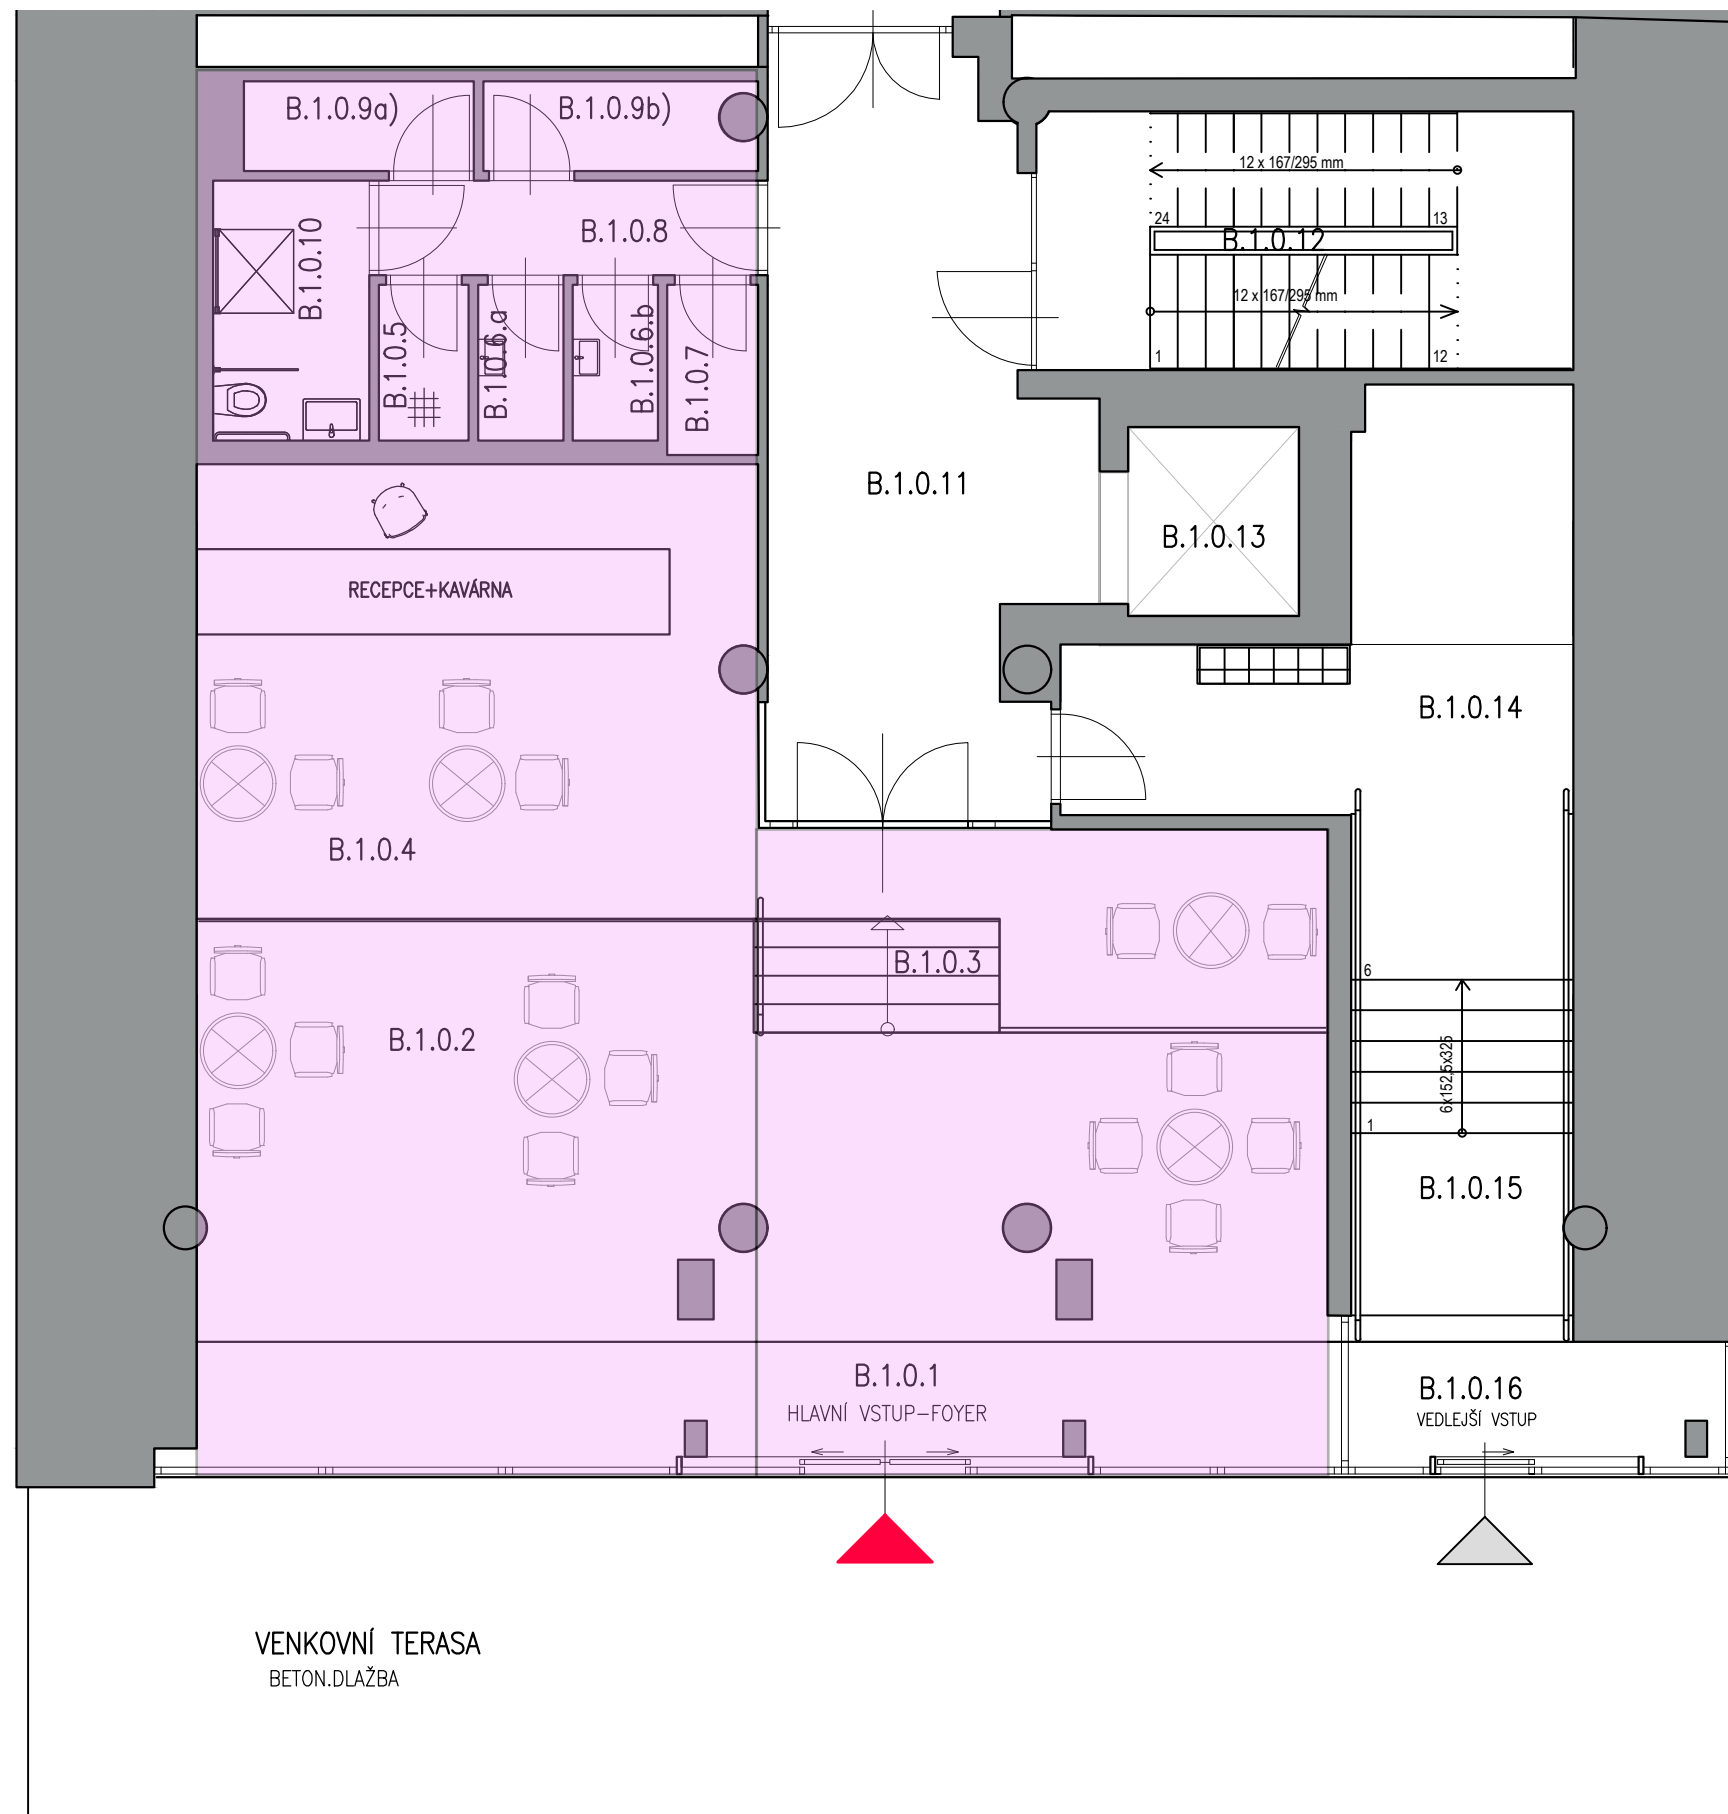 B.1.0.9a)
B.1.0.9b)
12 x 167/295 mm
24
13
B.1.0.8
B.1.0.12
B.1.0.10
12 x 167/295 mm
1
12
B.1.0.5
B.1.0.6.a
B.1.0.6.b
B.1.0.7
B.1.0.11
B.1.0.13
RECEPCE+KAVÁRNA
B.1.0.14
B.1.0.4
B.1.0.3
6
B.1.0.2
6x152,5x325
1
B.1.0.15
B.1.0.1
HLAVNÍ VSTUP-FOYER
B.1.0.16
VEDLEJŠÍ VSTUP
VENKOVNÍ TERASA
BETON.DLAŽBA